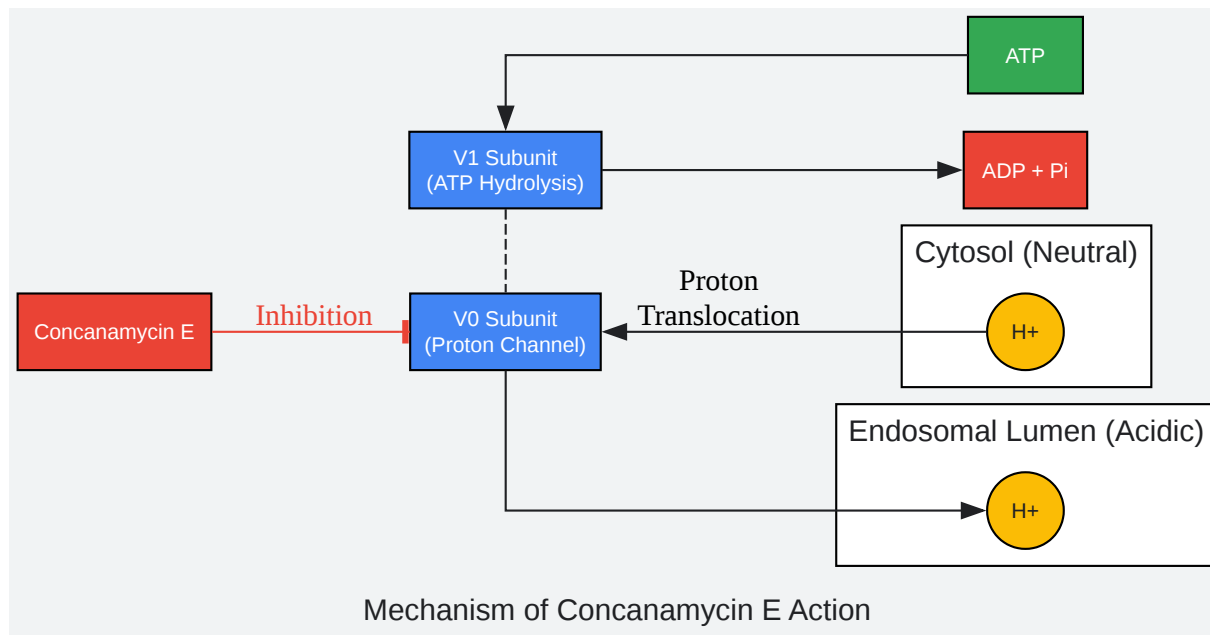 ATP
V1 Subunit
(ATP Hydrolysis)
ADP + Pi
Cytosol (Neutral)
Proton
Translocation
H+
Concanamycin E
Inhibition
V0 Subunit
(Proton Channel)
Endosomal Lumen (Acidic)
H+
Mechanism of Concanamycin E Action